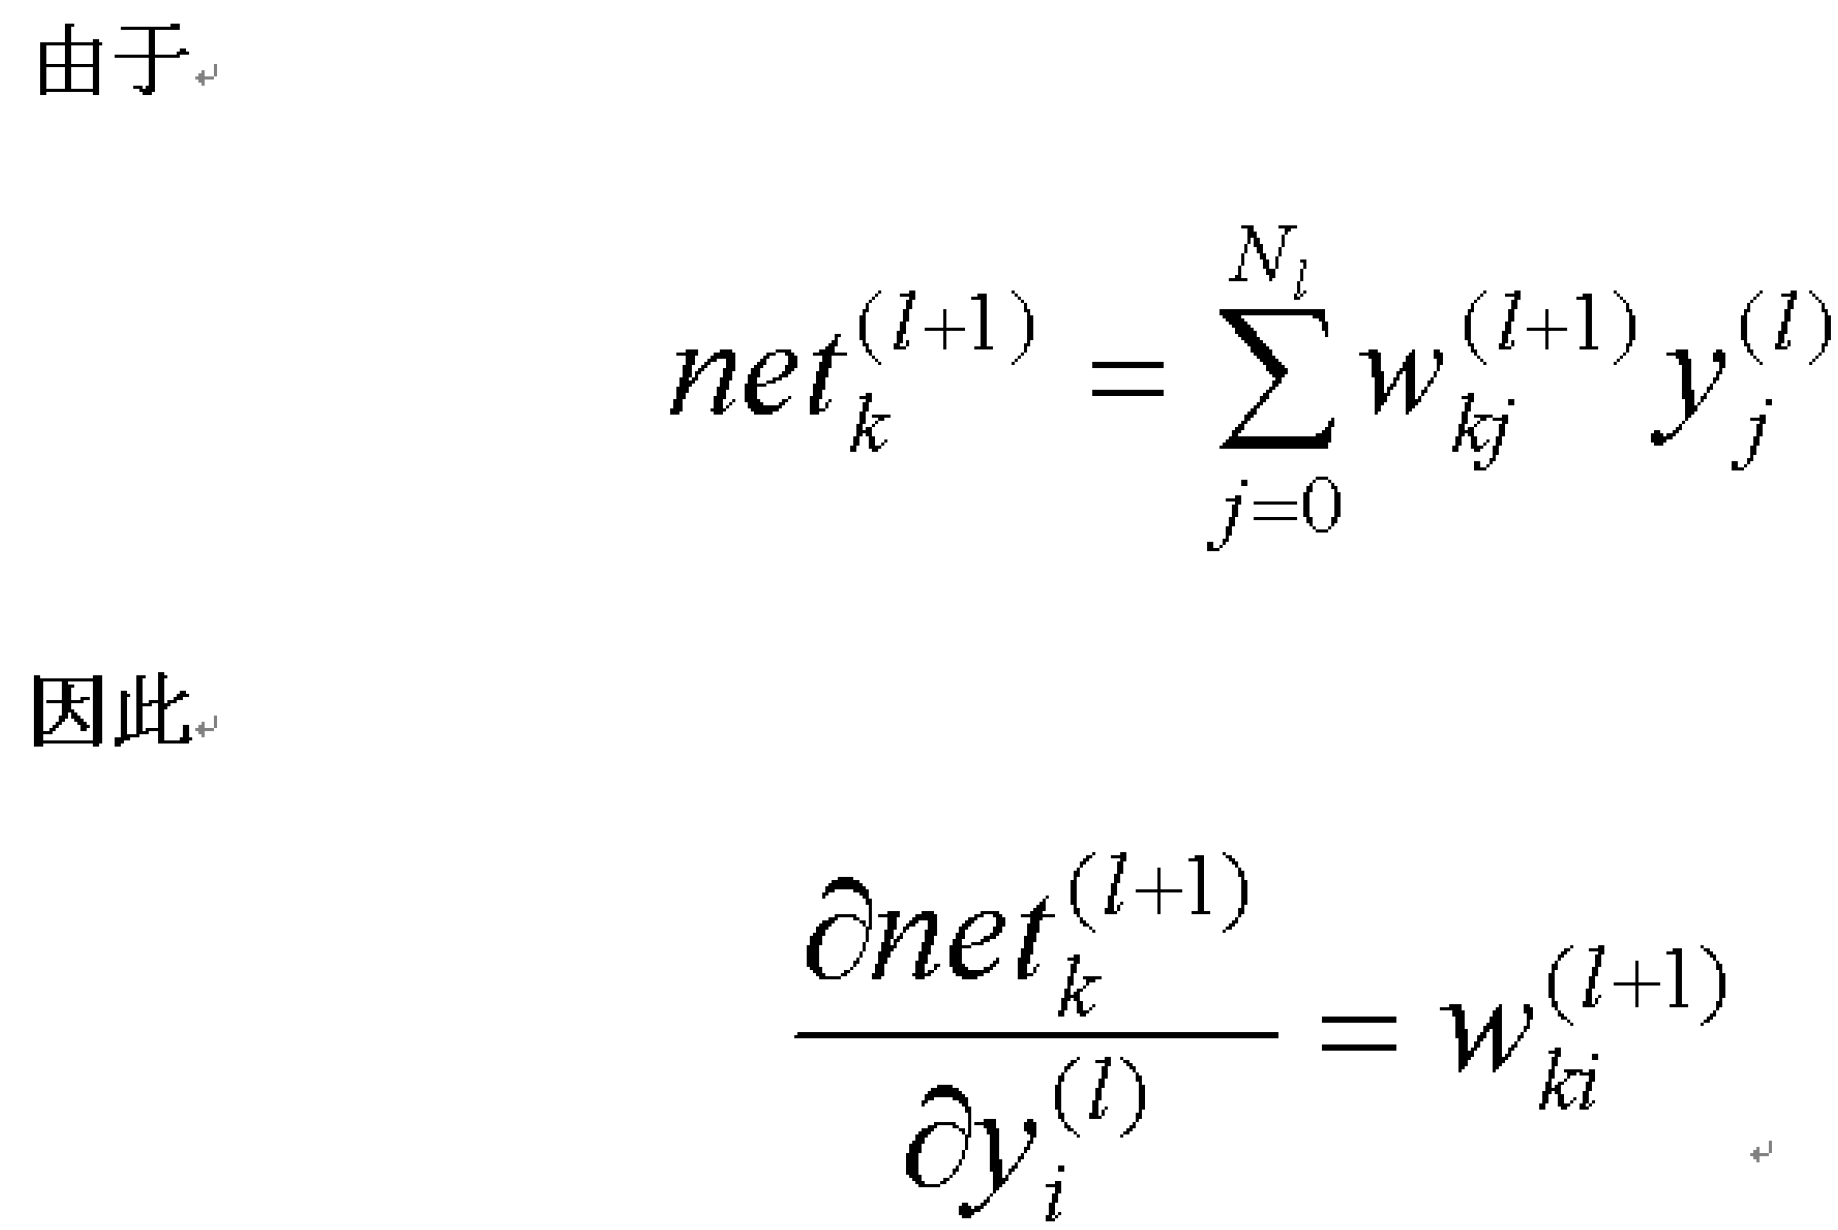 由于
net_k^{(l+1)} = \sum_{j=0}^{N_l} w_{kj}^{(l+1)} y_j^{(l)}
因此
\frac{\partial net_k^{(l+1)}}{\partial y_i^{(l)}} = w_{ki}^{(l+1)}